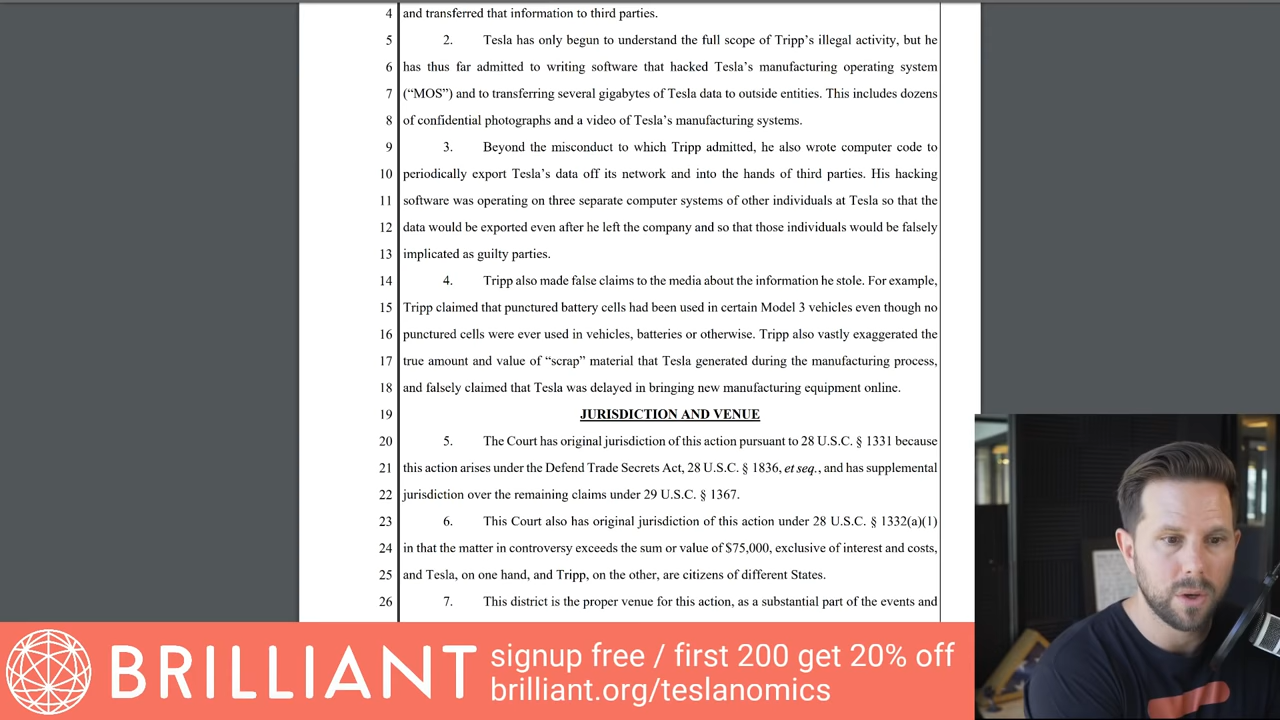 4 and transferred that information to third parties.
5 2. Tesla has only begun to understand the full scope of Tripp’s illegal activity, but he
6 has thus far admitted to writing software that hacked Tesla’s manufacturing operating system
7 (“MOS”) and to transferring several gigabytes of Tesla data to outside entities. This includes dozens
8 of confidential photographs and a video of Tesla’s manufacturing systems.
9 3. Beyond the misconduct to which Tripp admitted, he also wrote computer code to
10 periodically export Tesla’s data off its network and into the hands of third parties. His hacking
11 software was operating on three separate computer systems of other individuals at Tesla so that the
12 data would be exported even after he left the company and so that those individuals would be falsely
13 implicated as guilty parties.
14 4. Tripp also made false claims to the media about the information he stole. For example,
15 Tripp claimed that punctured battery cells had been used in certain Model 3 vehicles even though no
16 punctured cells were ever used in vehicles, batteries or otherwise. Tripp also vastly exaggerated the
17 true amount and value of “scrap” material that Tesla generated during the manufacturing process,
18 and falsely claimed that Tesla was delayed in bringing new manufacturing equipment online.
19 JURISDICTION AND VENUE
20 5. The Court has original jurisdiction of this action pursuant to 28 U.S.C. § 1331 because
21 this action arises under the Defend Trade Secrets Act, 28 U.S.C. § 1836, et seq., and has supplemental
22 jurisdiction over the remaining claims under 29 U.S.C. § 1367.
23 6. This Court also has original jurisdiction of this action under 28 U.S.C. § 1332(a)(1)
24 in that the matter in controversy exceeds the sum or value of $75,000, exclusive of interest and costs,
25 and Tesla, on one hand, and Tripp, on the other, are citizens of different States.
26 7. This district is the proper venue for this action, as a substantial part of the events and
BRILLIANT
signup free / first 200 get 20% off
brilliant.org/teslanomics